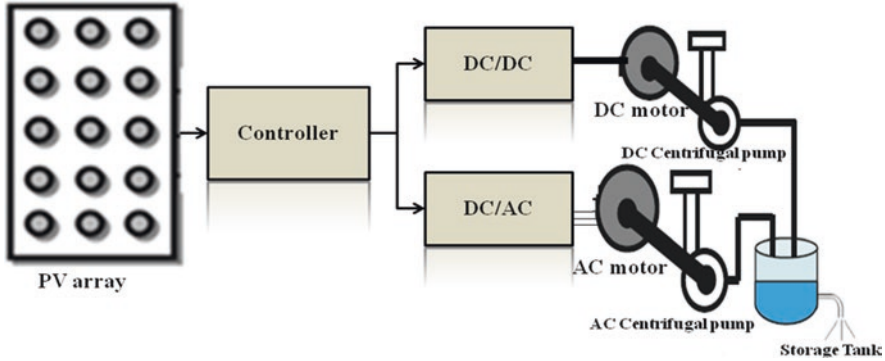 DC/DC
DC motor
Controller
DC Centrifugal pump
DC/AC
AC motor
PV array
AC Centrifugal pump
Storage Tank